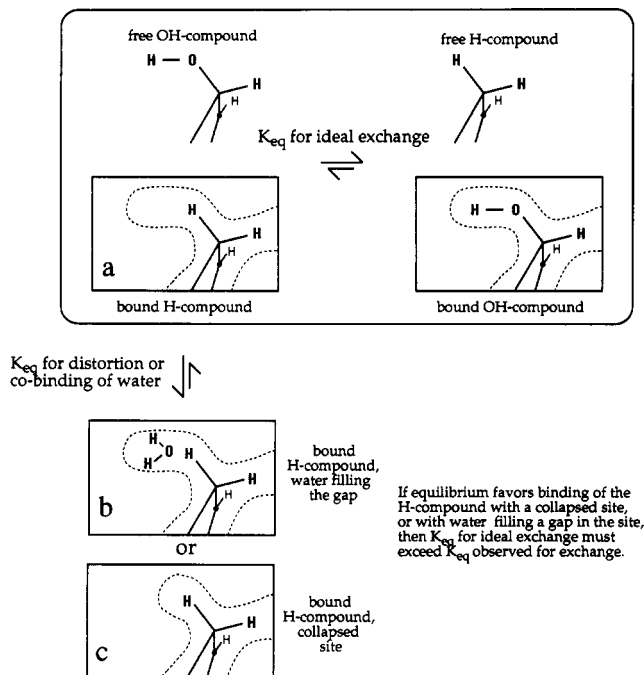 free OH-compound
free H-compound
H — O
H
H
H
H
H
K_eq for ideal exchange
H
H
H
a
H — O
H
H
bound H-compound
bound OH-compound
K_eq for distortion or
co-binding of water
H
O
H
H
H
H
b
bound
H-compound,
water filling
the gap
or
If equilibrium favors binding of the
H-compound with a collapsed site,
or with water filling a gap in the site,
then K_eq for ideal exchange must
exceed K_eq observed for exchange.
H
H
H
c
bound
H-compound,
collapsed
site